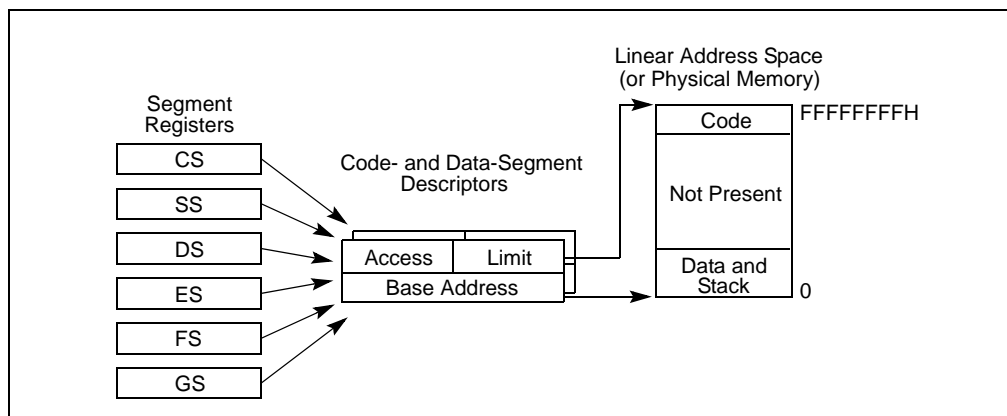 Segment
Registers
CS
SS
DS
ES
FS
GS
Code- and Data-Segment
Descriptors
Access
Limit
Base Address
Linear Address Space
(or Physical Memory)
Code
FFFFFFFFH
Not Present
Data and
Stack
0